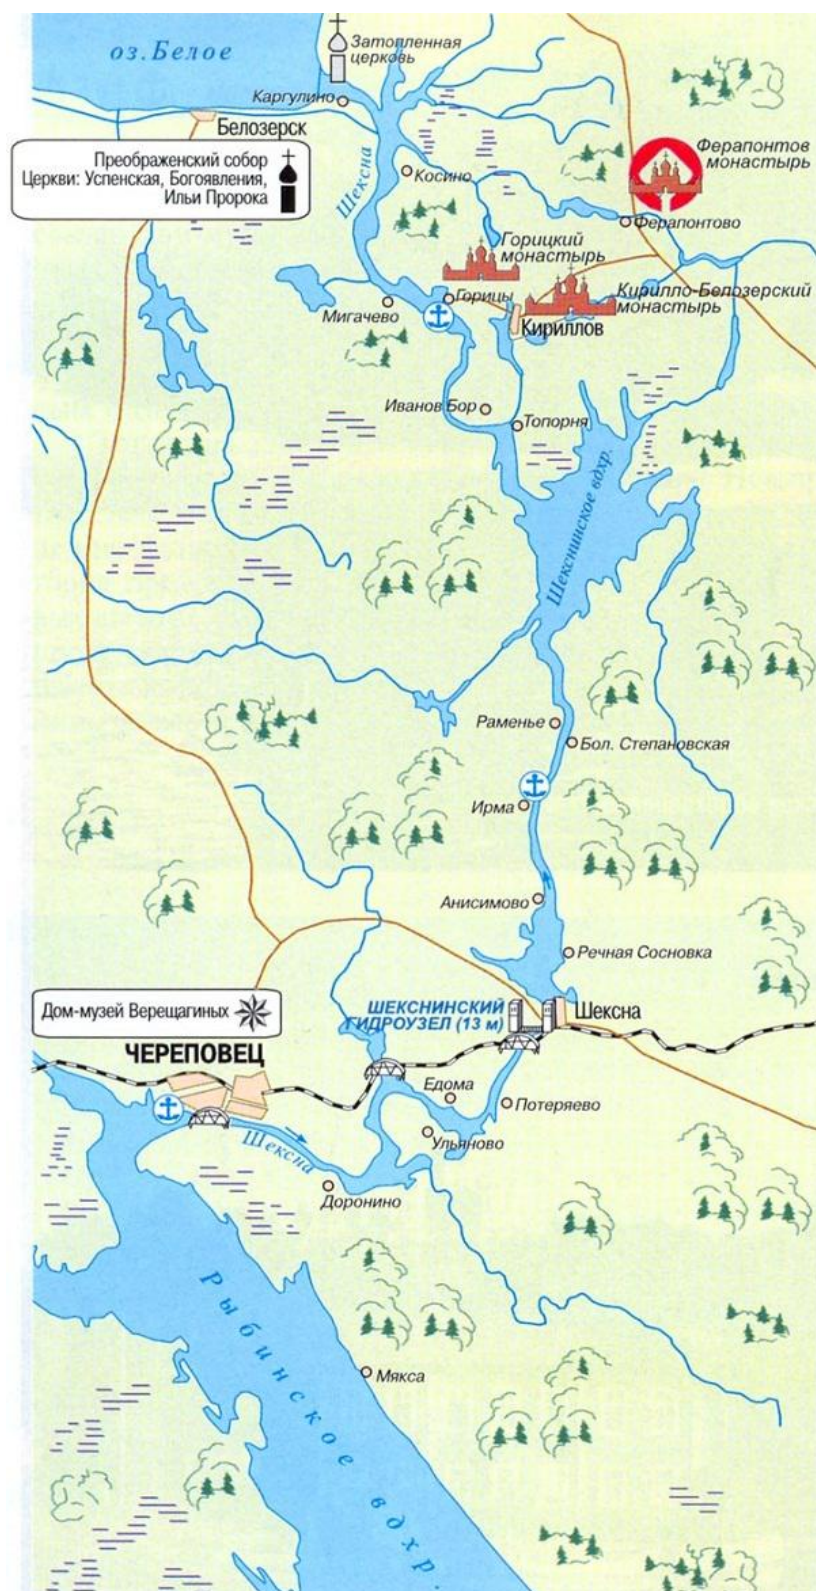 оз. Белое
Затопленная
церковь
Каргулино
Белозерск
Преображенский собор
Церкви: Успенская, Богоявления,
Ильи Пророка
Шексна
Косино
Ферапонтов
монастырь
Ферапонтово
Горицкий
монастырь
Горицы
Мигачево
Кирилло-Белозерский
монастырь
Кириллов
Иванов Бор
Топорня
Шекснинское вдхр.
Раменье
Бол. Степановская
Ирма
Анисимово
Речная Сосновка
Дом-музей Верещагиных
ШЕКСНИНСКИЙ
ГИДРОУЗЕЛ (13 м)
Шексна
ЧЕРЕПОВЕЦ
Едома
Потеряево
Ульяново
Шексна
Доронино
Рыбинское вдхр.
Мякса